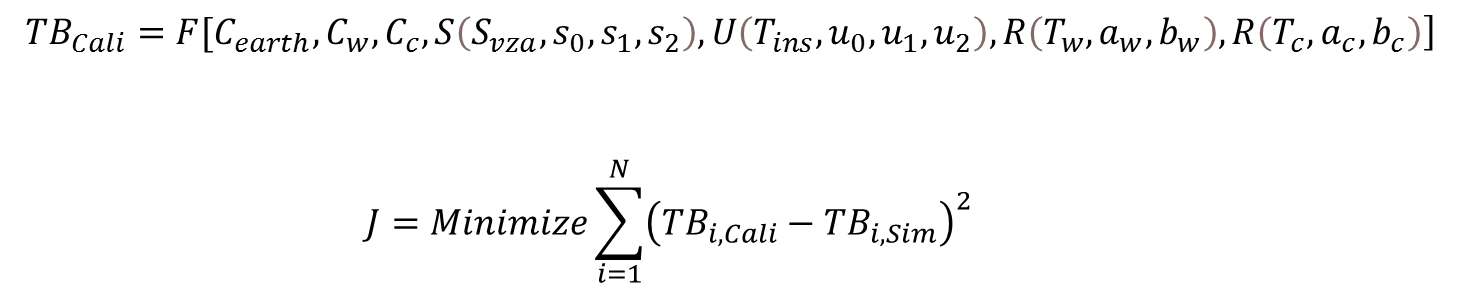 TB_{Cali} = F[C_{earth}, C_w, C_c, S(S_{vza}, s_0, s_1, s_2), U(T_{ins}, u_0, u_1, u_2), R(T_w, a_w, b_w), R(T_c, a_c, b_c)]
J = Minimize \sum_{i=1}^{N} (TB_{i,Cali} − TB_{i,Sim})^2